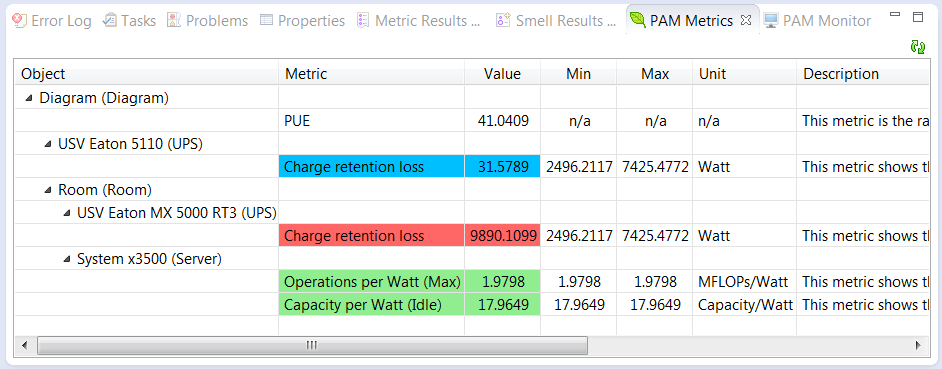 Error Log Tasks Problems Properties Metric Results ... Smell Results ... PAM Metrics PAM Monitor
Object Metric Value Min Max Unit Description
Diagram (Diagram)
PUE 41.0409 n/a n/a n/a This metric is the ra
USV Eaton 5110 (UPS)
Charge retention loss 31.5789 2496.2117 7425.4772 Watt This metric shows th
Room (Room)
USV Eaton MX 5000 RT3 (UPS)
Charge retention loss 9890.1099 2496.2117 7425.4772 Watt This metric shows th
System x3500 (Server)
Operations per Watt (Max) 1.9798 1.9798 1.9798 MFLOPs/Watt This metric shows th
Capacity per Watt (Idle) 17.9649 17.9649 17.9649 Capacity/Watt This metric shows th